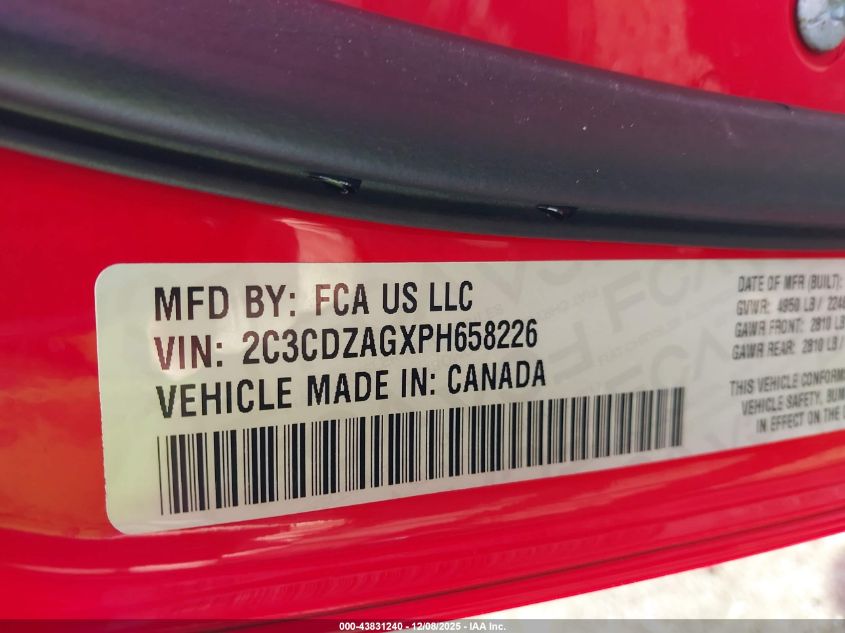 MFD BY: FCA US LLC
VIN: 2C3CDZAGXPH658226
VEHICLE MADE IN: CANADA
DATE OF MFR (BUILT):
GVWR: 4950 LB/
GAWR FRONT: 2810 LB
GAWR REAR: 2810 LB/
THIS VEHICLE CONFORMS
VEHICLE SAFETY,
IN EFFECT ON THE
000-43831240 - 12/08/2025 - IAA Inc.